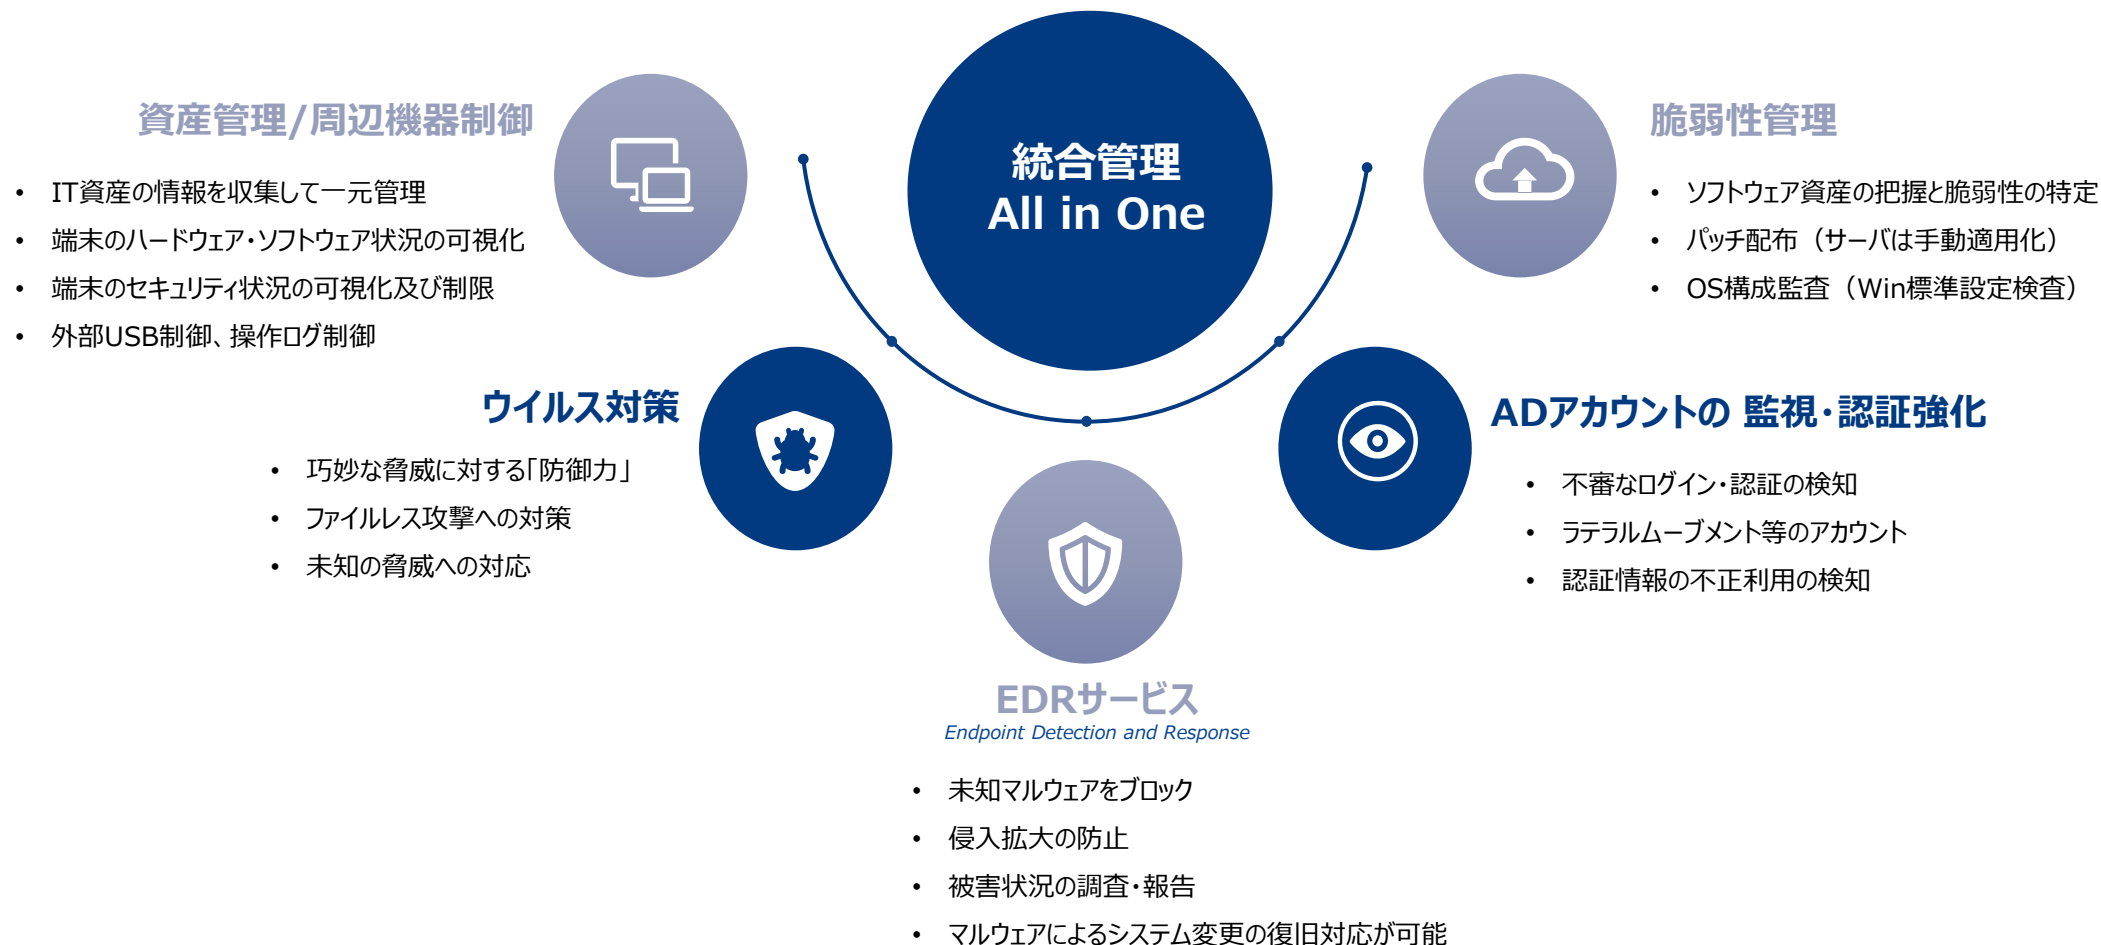 統合管理
All in One
資産管理/周辺機器制御
• IT資産の情報を収集して一元管理
• 端末のハードウェア・ソフトウェア状況の可視化
• 端末のセキュリティ状況の可視化及び制限
• 外部USB制御、操作ログ制御
ウイルス対策
• 巧妙な脅威に対する「防御力」
• ファイルレス攻撃への対策
• 未知の脅威への対応
EDRサービス
Endpoint Detection and Response
• 未知マルウェアをブロック
• 侵入拡大の防止
• 被害状況の調査・報告
• マルウェアによるシステム変更の復旧対応が可能
ADアカウントの 監視・認証強化
• 不審なログイン・認証の検知
• ラテラルムーブメント等のアカウント
• 認証情報の不正利用の検知
脆弱性管理
• ソフトウェア資産の把握と脆弱性の特定
• パッチ配布（サーバは手動適用化）
• OS構成監査（Win標準設定検査）